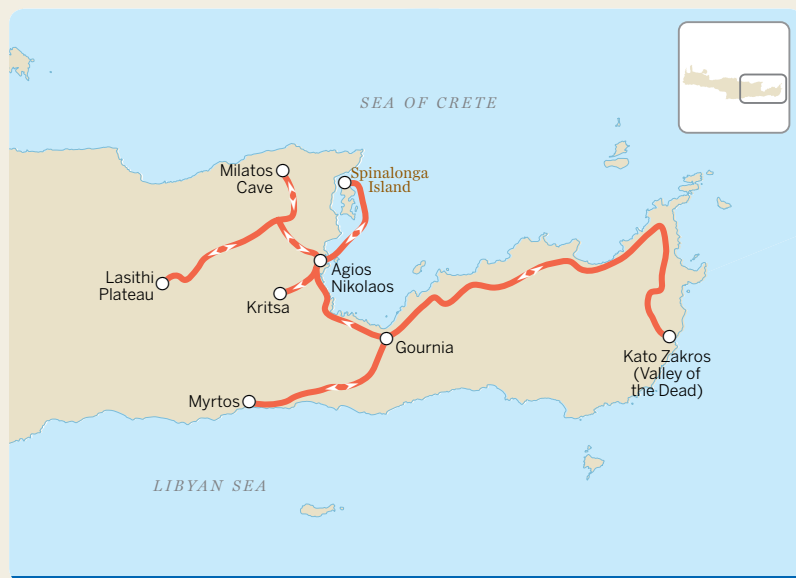 SEA OF CRETE
Milatos
Cave
Spinalonga
Island
Lasithi
Plateau
Agios
Nikolaos
Kritsa
Gournia
Kato Zakros
(Valley of
the Dead)
Myrtos
LIBYAN SEA